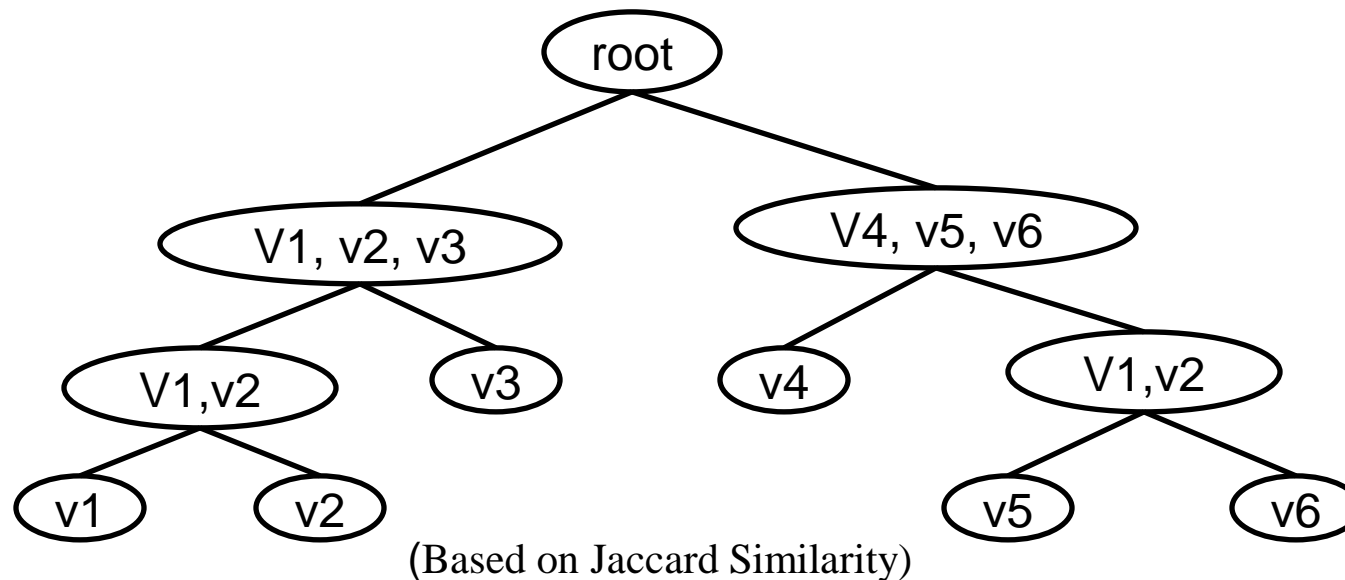 root
V1, v2, v3
V4, v5, v6
V1,v2
v3
v4
V1,v2
v1
v2
v5
v6
(Based on Jaccard Similarity)